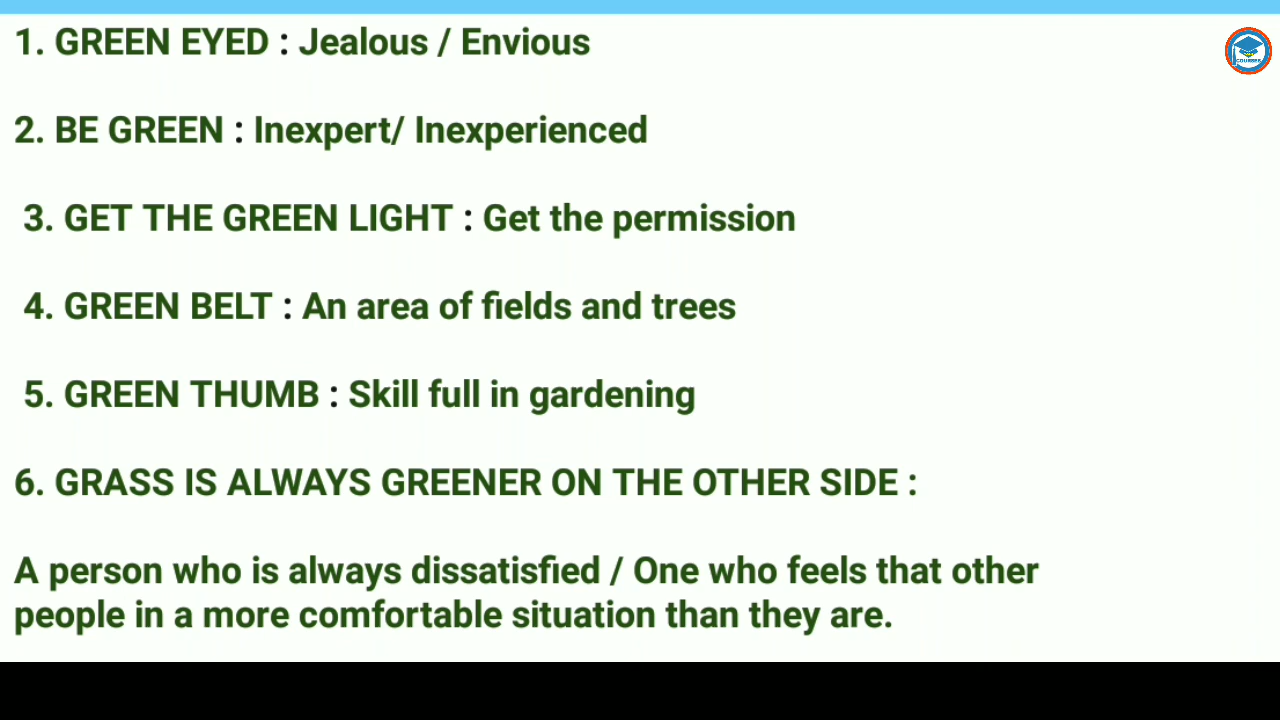 1. GREEN EYED : Jealous / Envious
2. BE GREEN : Inexpert/ Inexperienced
3. GET THE GREEN LIGHT : Get the permission
4. GREEN BELT : An area of fields and trees
5. GREEN THUMB : Skill full in gardening
6. GRASS IS ALWAYS GREENER ON THE OTHER SIDE :
A person who is always dissatisfied / One who feels that other
people in a more comfortable situation than they are.
COURSES